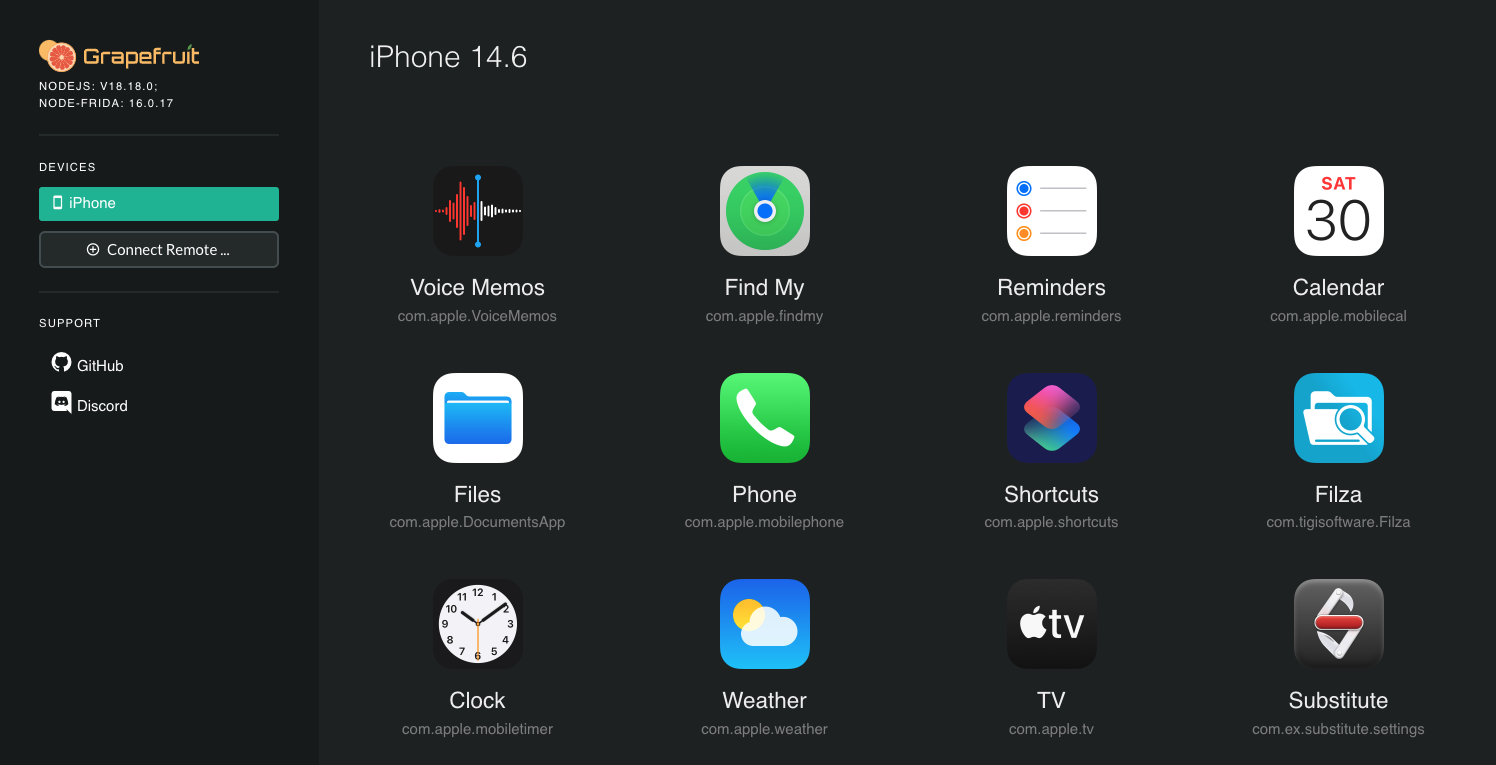 Grapefruit
NODEJS: V18.18.0;
NODE-FRIDA: 16.0.17
DEVICES
iPhone
Connect Remote ...
SUPPORT
GitHub
Discord
iPhone 14.6
SAT
30
Voice Memos
Find My
Reminders
Calendar
com.apple.VoiceMemos
com.apple.findmy
com.apple.reminders
com.apple.mobilecal
Files
Phone
Shortcuts
Filza
com.apple.DocumentsApp
com.apple.mobilephone
com.apple.shortcuts
com.tigisoftware.Filza
12
11 1
10 2
9 3
8 4
7 5
6
tv
Clock
Weather
TV
Substitute
com.apple.mobiletimer
com.apple.weather
com.apple.tv
com.ex.substitute.settings